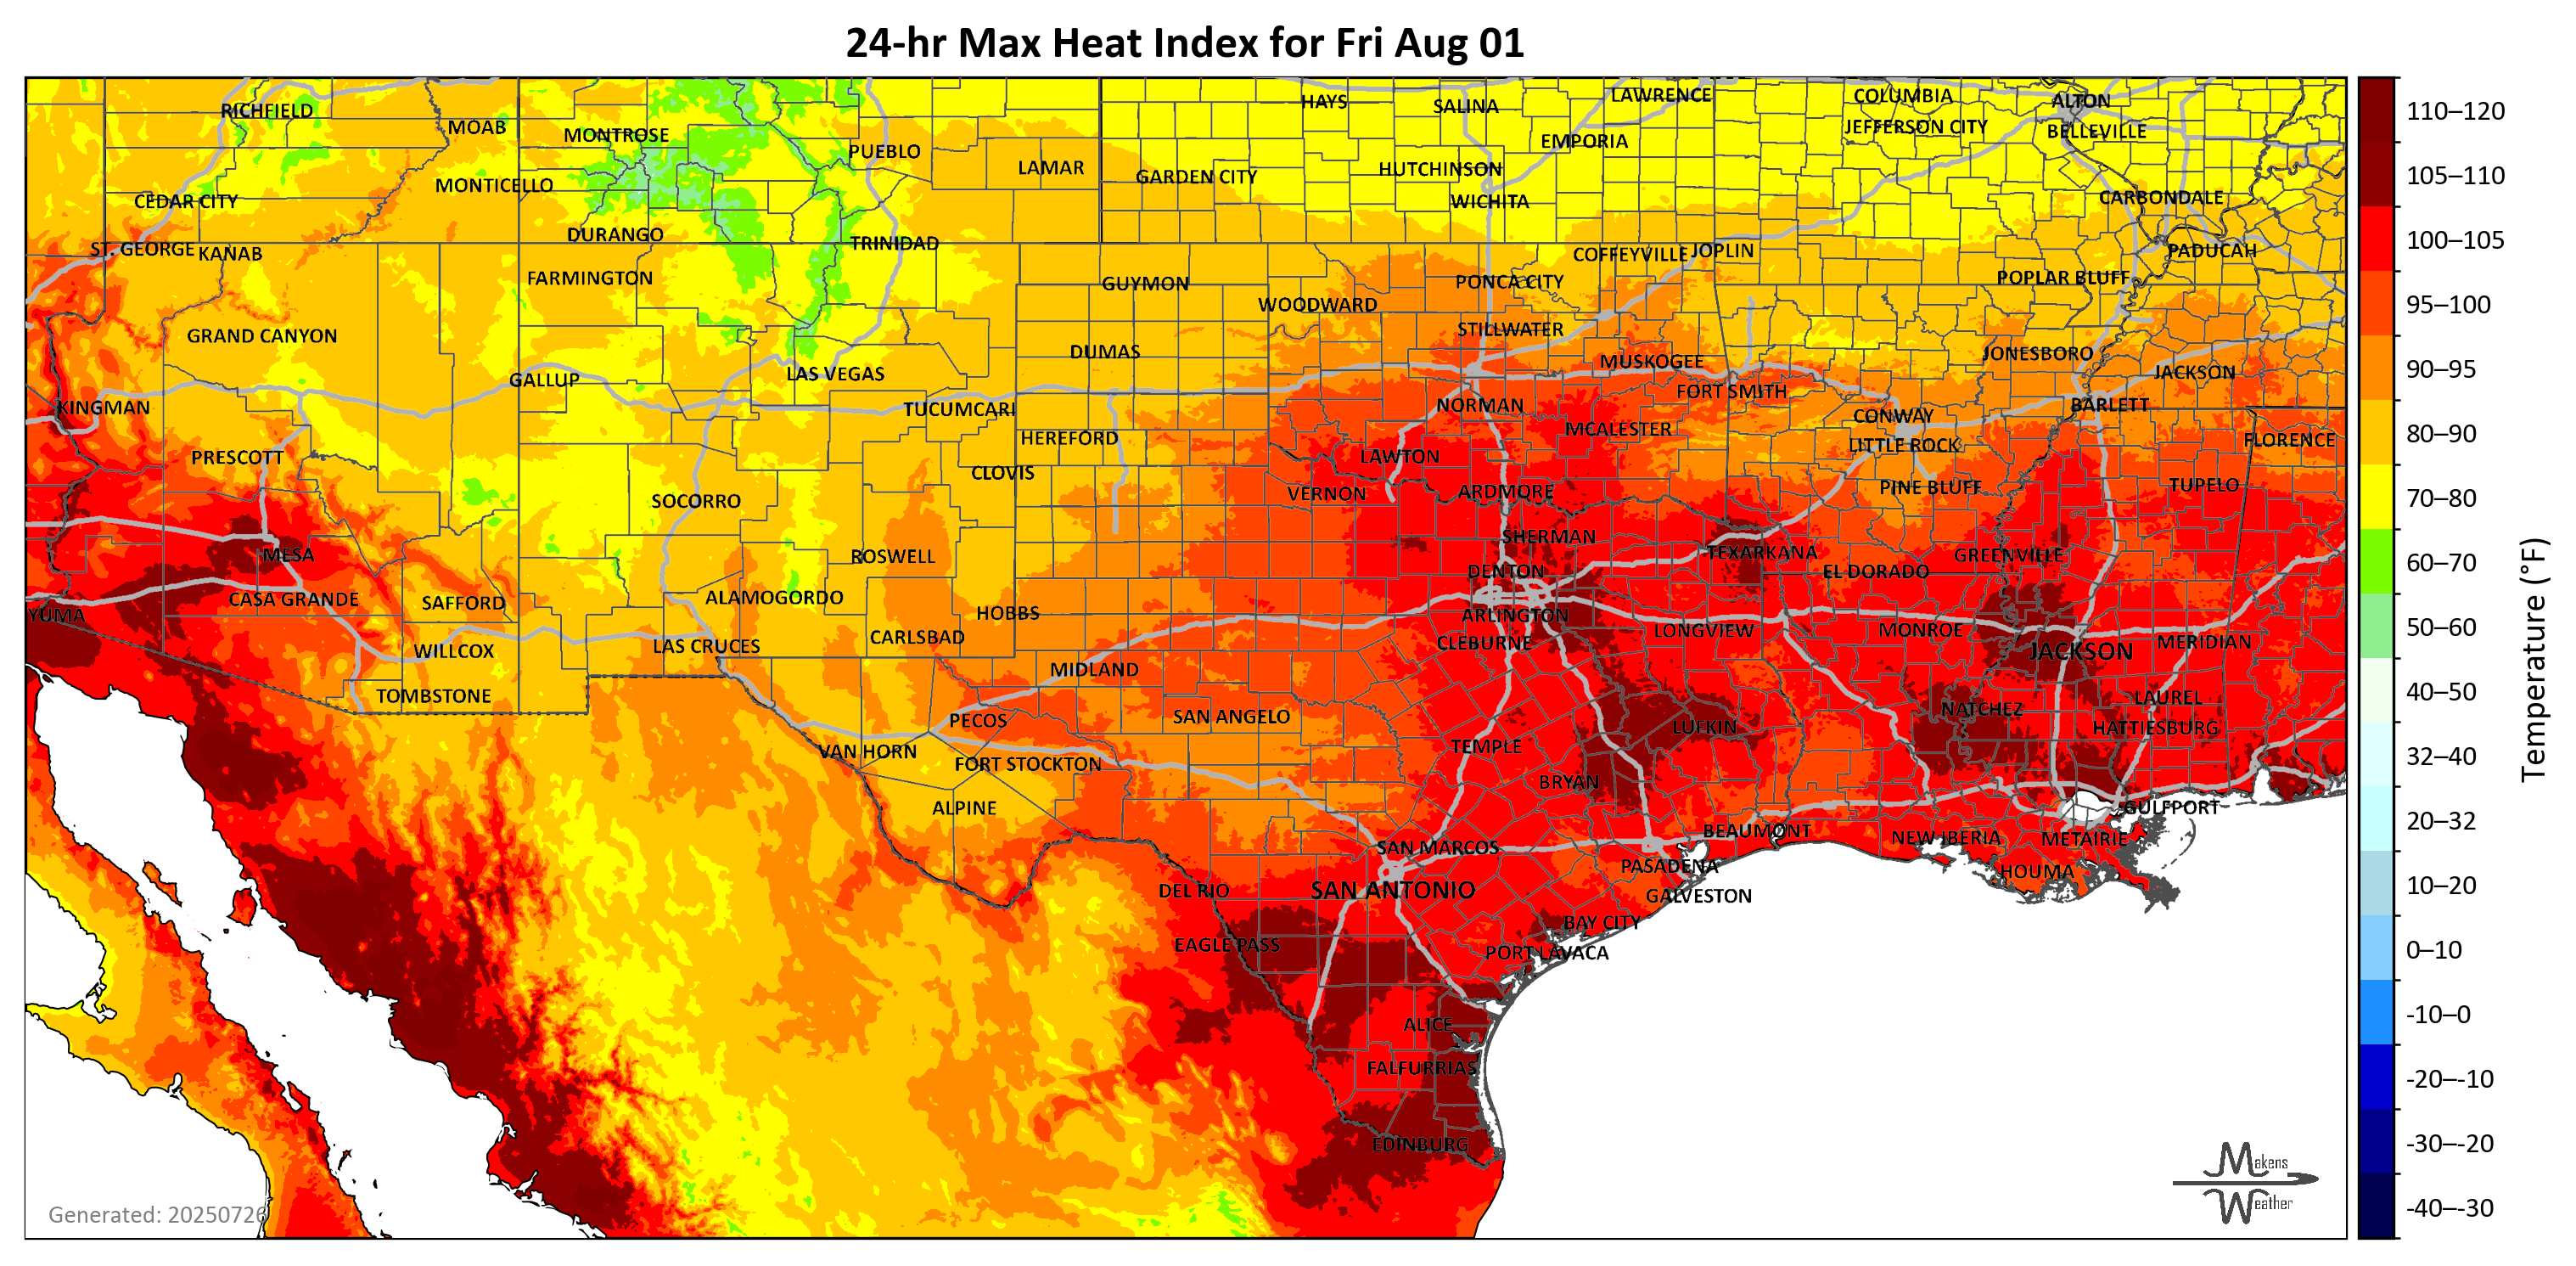 24-hr Max Heat Index for Fri Aug 01
RICHFIELD
MOAB
MONTROSE
PUEBLO
LAMAR
HAYS
SALINA
LAWRENCE
COLUMBIA
ALTON
JEFFERSON CITY
BELLEVILLE
EMPORIA
HUTCHINSON
GARDEN CITY
WICHITA
CARBONDALE
MONTICELLO
CEDAR CITY
DURANGO
TRINIDAD
ST. GEORGE
KANAB
COFFEYVILLE
JOPLIN
PADUCAH
FARMINGTON
GUYMON
PONCA CITY
POPLAR BLUFF
WOODWARD
GRAND CANYON
STILLWATER
DUMAS
MUSKOGEE
JONESBORO
GALLUP
LAS VEGAS
FORT SMITH
JACKSON
KINGMAN
TUCUMCARI
NORMAN
CONWAY
BARLETT
HEREFORD
MCALESTER
LITTLE ROCK
FLORENCE
PRESCOTT
CLOVIS
LAWTON
SOCORRO
VERNON
ARDMORE
PINE BLUFF
TUPELO
MESA
ROSWELL
SHERMAN
TEXARKANA
GREENVILLE
DENTON
EL DORADO
CASA GRANDE
SAFFORD
ALAMOGORDO
HOBBS
ARLINGTON
YUMA
CARLSBAD
CLEBURNE
LONGVIEW
MONROE
JACKSON
MERIDIAN
WILLCOX
LAS CRUCES
MIDLAND
TOMBSTONE
PECOS
SAN ANGELO
LUFKIN
NATCHEZ
LAUREL
HATTIESBURG
VAN HORN
FORT STOCKTON
TEMPLE
BRYAN
ALPINE
GULFPORT
BEAUMONT
NEW IBERIA
METAIRIE
SAN MARCOS
PASADENA
HOUMA
DEL RIO
SAN ANTONIO
GALVESTON
BAY CITY
EAGLE PASS
PORT LAVACA
ALICE
FALFURRIAS
EDINBURG
Generated: 20250726
Makens
Weather
110–120
105–110
100–105
95–100
90–95
80–90
70–80
60–70
50–60
40–50
32–40
20–32
10–20
0–10
-10–0
-20–-10
-30–-20
-40–-30
Temperature (°F)